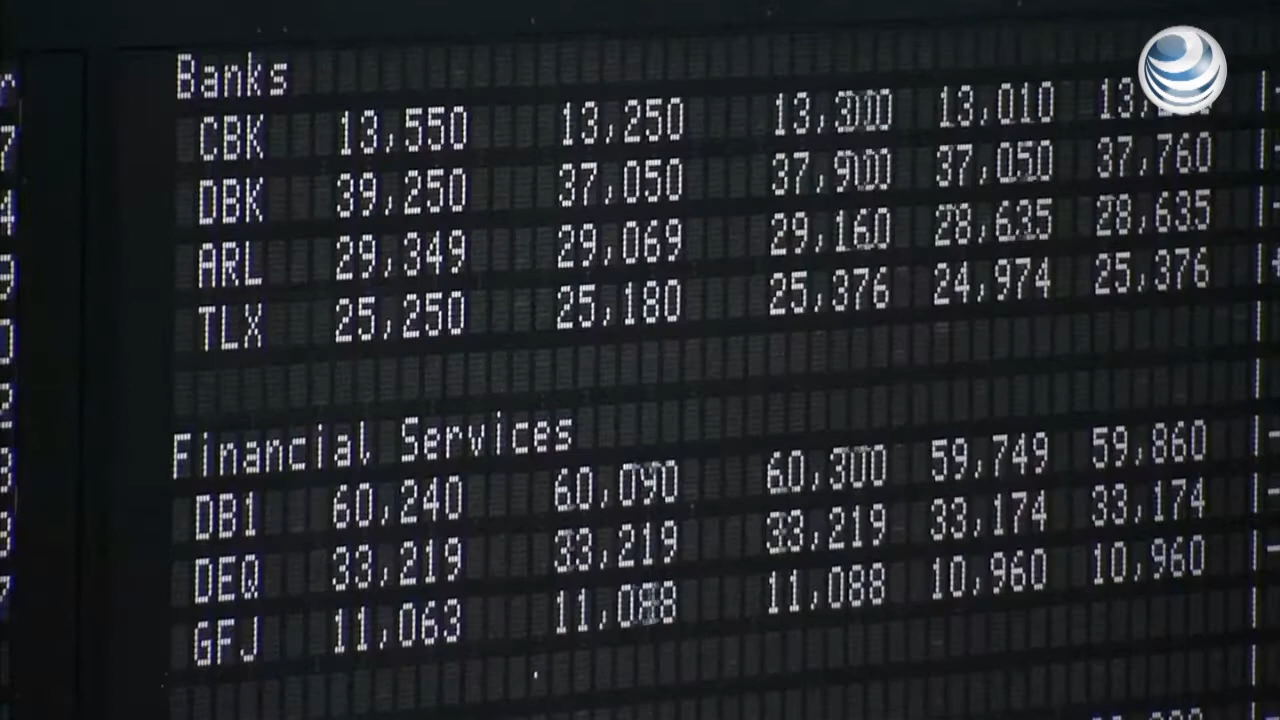 Banks
CBK 13,550 13,250 13,300 13,010
DBK 39,250 37,050 37,900 37,050 37,760
ARL 29,349 29,069 29,160 28,635 28,635
TLX 25,250 25,180 25,376 24,974 25,376
Financial Services
DB1 60,240 60,090 60,300 59,749 59,860
DEQ 33,219 33,219 33,219 33,174 33,174
GFJ 11,063 11,088 11,088 10,960 10,960